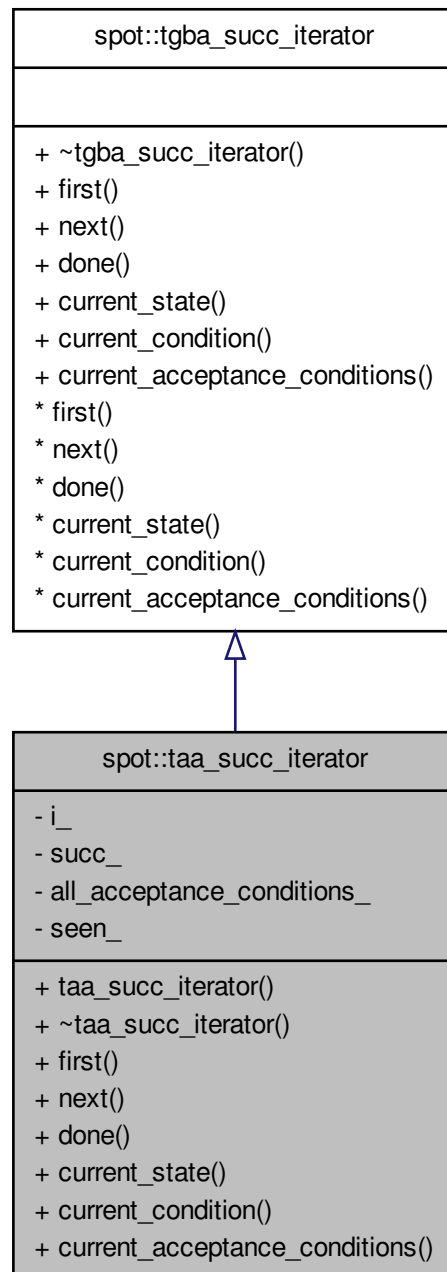 spot::tgba_succ_iterator
+ ~tgba_succ_iterator()
+ first()
+ next()
+ done()
+ current_state()
+ current_condition()
+ current_acceptance_conditions()
* first()
* next()
* done()
* current_state()
* current_condition()
* current_acceptance_conditions()
spot::taa_succ_iterator
- i_
- succ_
- all_acceptance_conditions_
- seen_
+ taa_succ_iterator()
+ ~taa_succ_iterator()
+ first()
+ next()
+ done()
+ current_state()
+ current_condition()
+ current_acceptance_conditions()